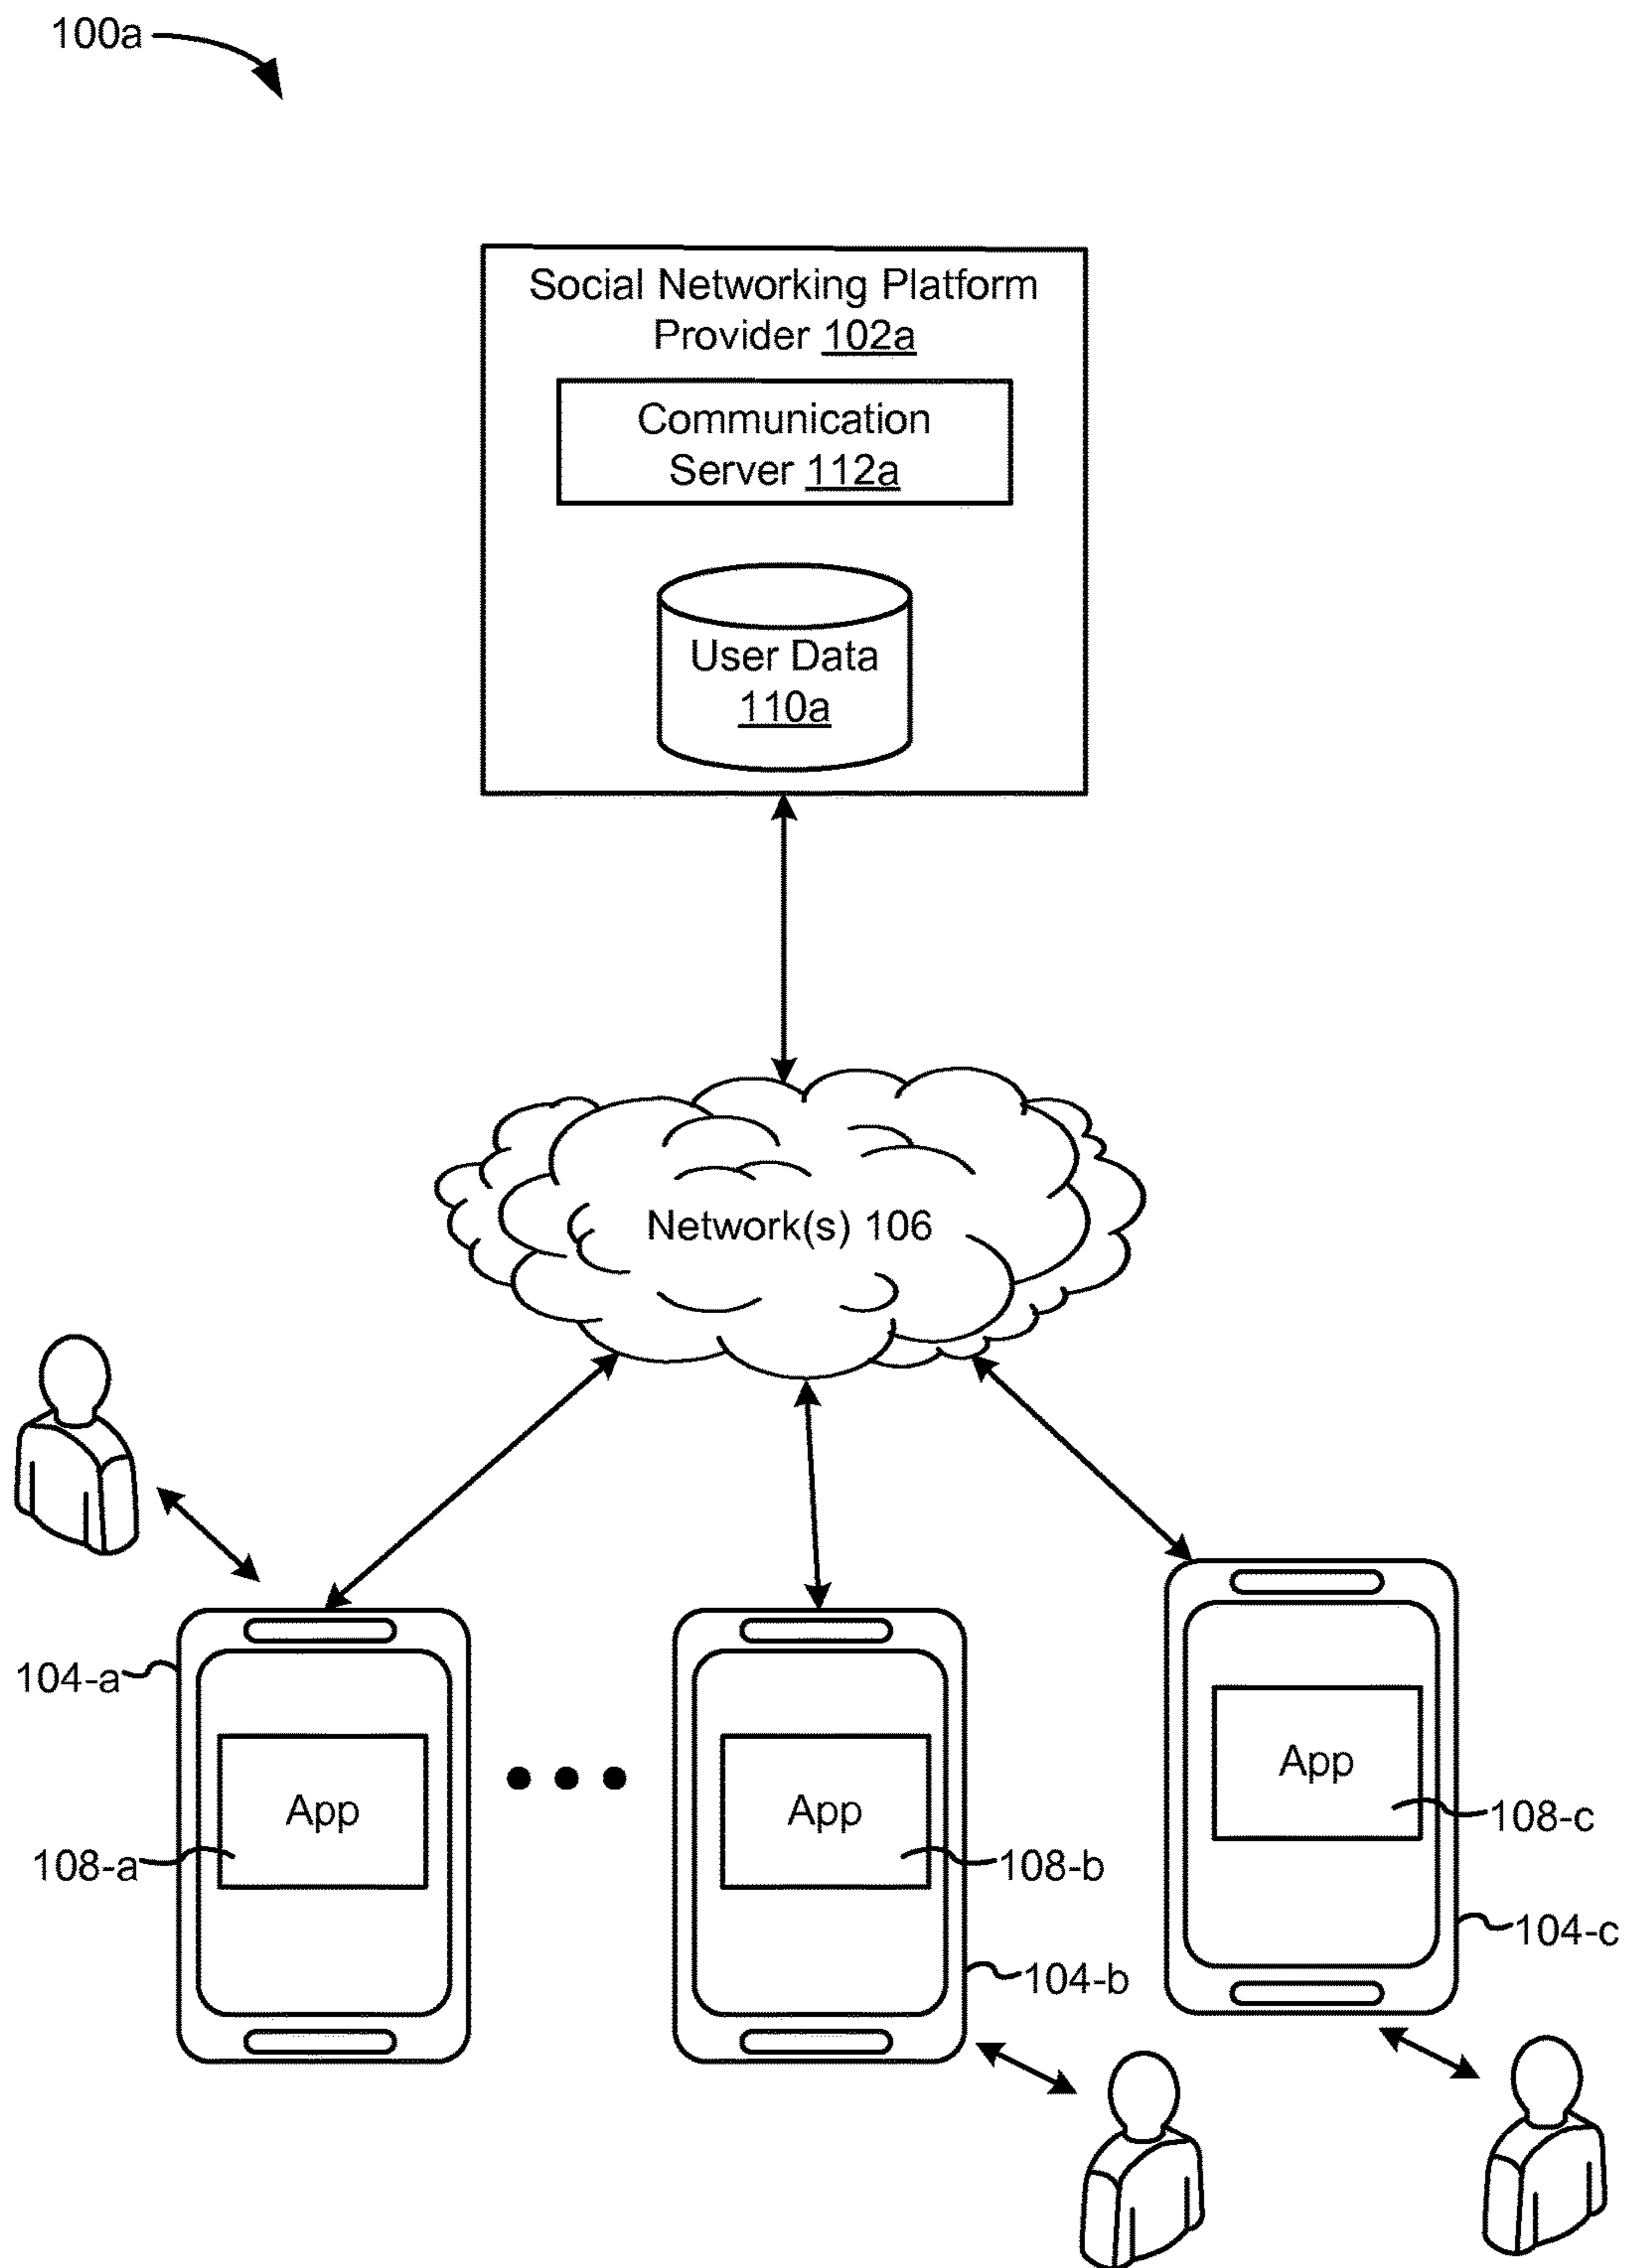 100a
Social Networking Platform
Provider 102a
Communication
Server 112a
User Data
110a
Network(s) 106
104-a
App
108-a
App
108-b
104-b
App
108-c
104-c